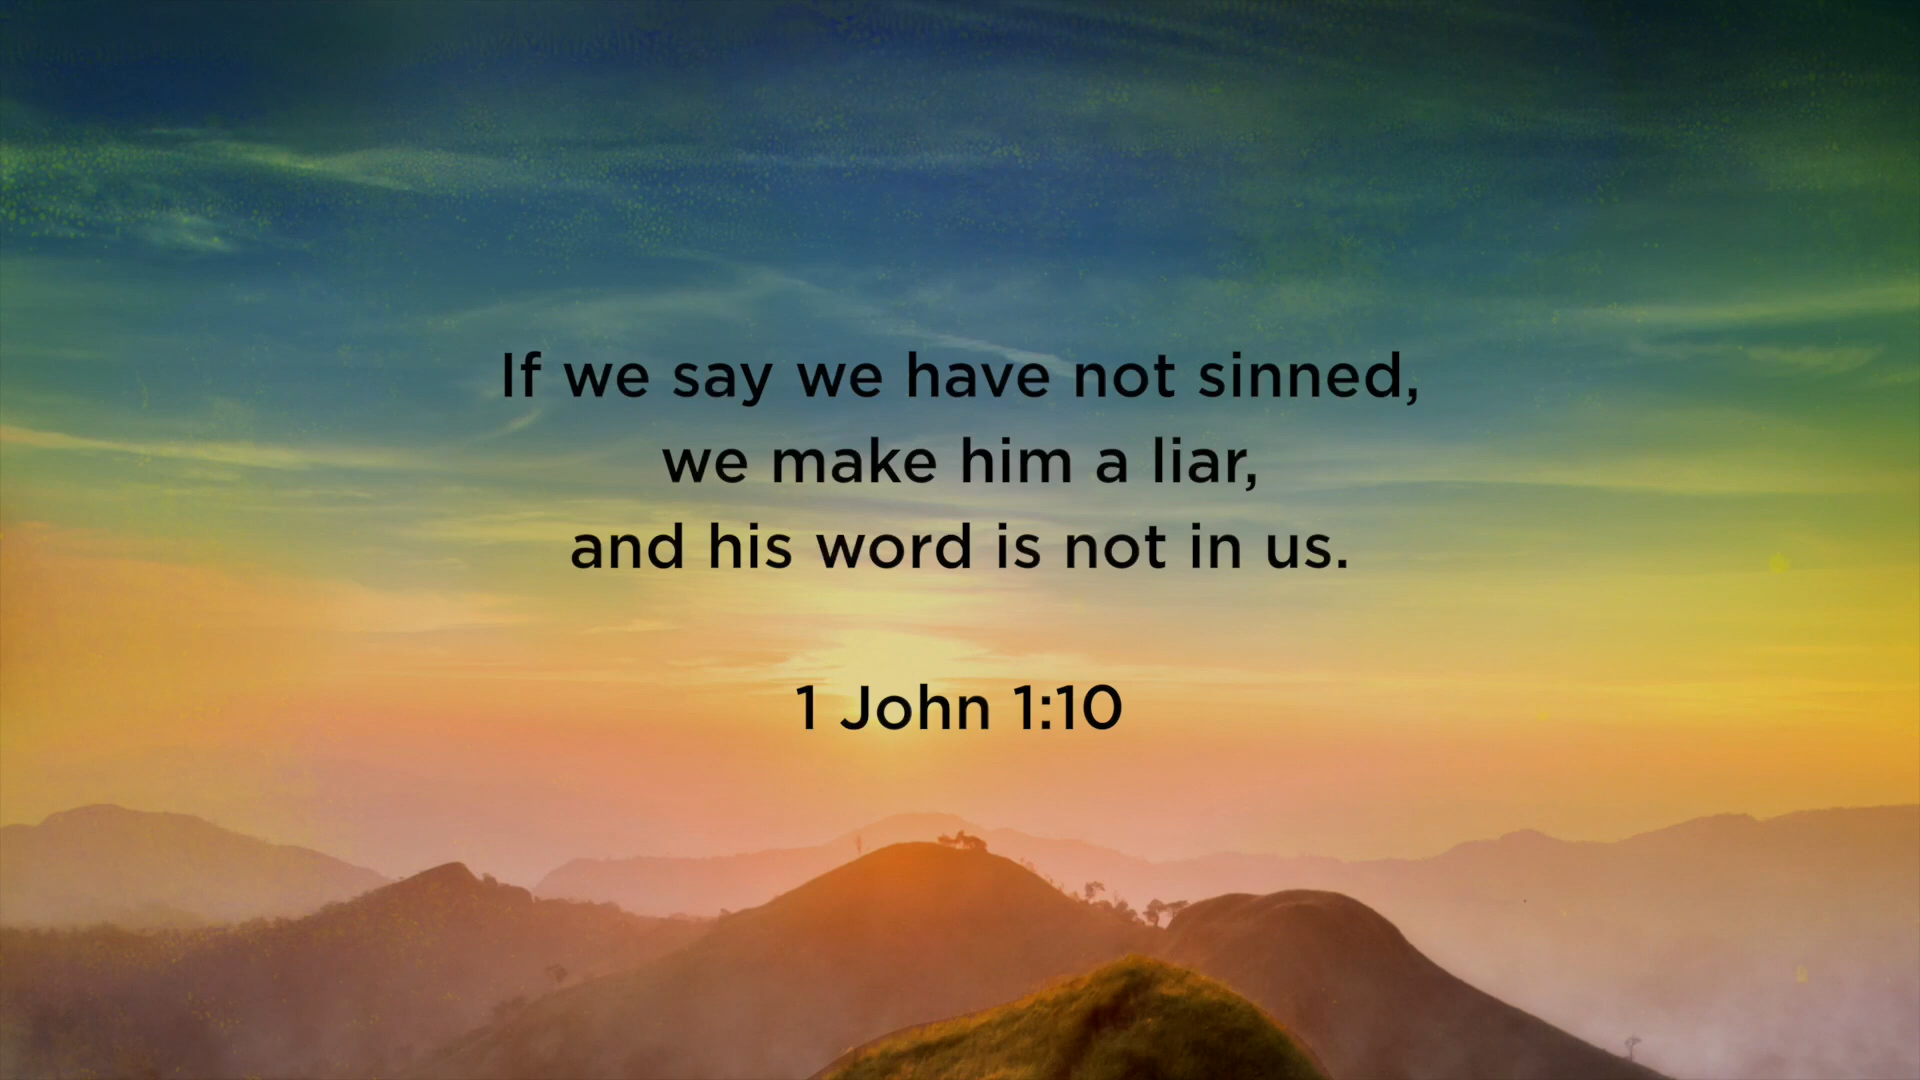 If we say we have not sinned,
we make him a liar,
and his word is not in us.
1 John 1:10